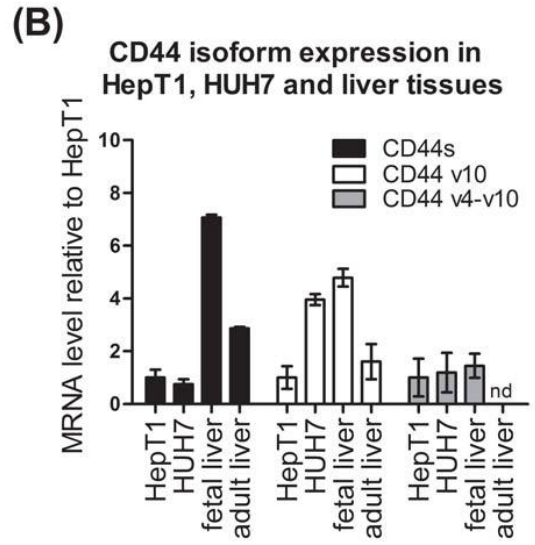 (B)
CD44 isoform expression in
HepT1, HUH7 and liver tissues
MRNA level relative to HepT1
10
8
6
4
2
0
CD44s
CD44 v10
CD44 v4-v10
nd
HepT1
HUH7
fetal liver
adult liver
HepT1
HUH7
fetal liver
adult liver
HepT1
HUH7
fetal liver
adult liver